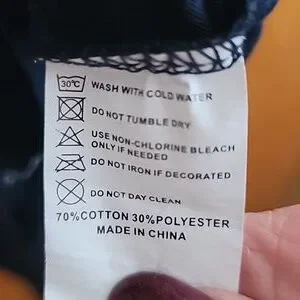 30°C WASH WITH COLD WATER
DO NOT TUMBLE DRY
USE NON-CHLORINE BLEACH
ONLY IF NEEDED
DO NOT IRON IF DECORATED
DO NOT DAY CLEAN
70%COTTON 30%POLYESTER
MADE IN CHINA